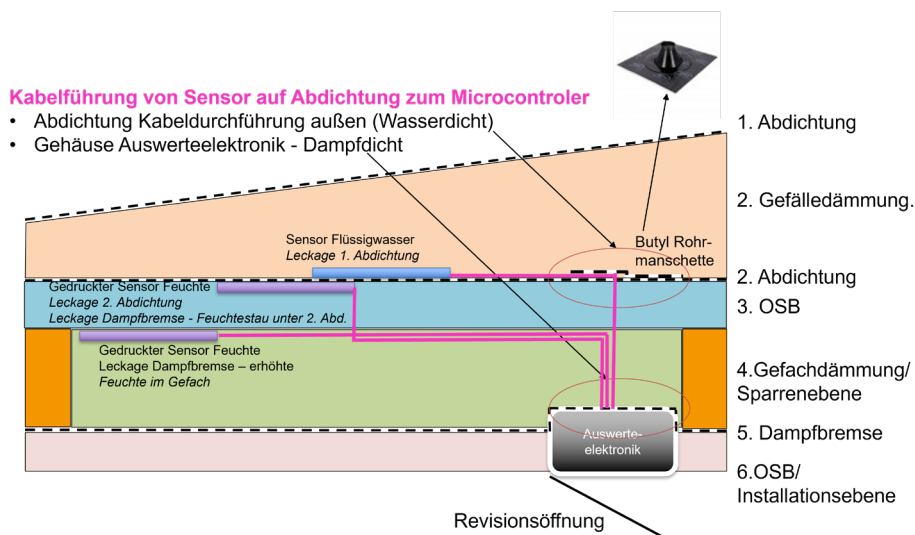 Kabelführung von Sensor auf Abdichtung zum Microcontroler
• Abdichtung Kabeldurchführung außen (Wasserdicht)
• Gehäuse Auswerteelektronik - Dampfdicht
1. Abdichtung
2. Gefälledämmung.
Butyl Rohr-
manschette
Sensor Flüssigwasser
Leckage 1. Abdichtung
2. Abdichtung
Gedruckter Sensor Feuchte
Leckage 2. Abdichtung
Leckage Dampfbremse - Feuchtestau unter 2. Abd.
3. OSB
Gedruckter Sensor Feuchte
Leckage Dampfbremse – erhöhte
Feuchte im Gefach
4.Gefachdämmung/
Sparrenebene
5. Dampfbremse
Auswerte-
elektronik
6.OSB/
Installationsebene
Revisionsöffnung